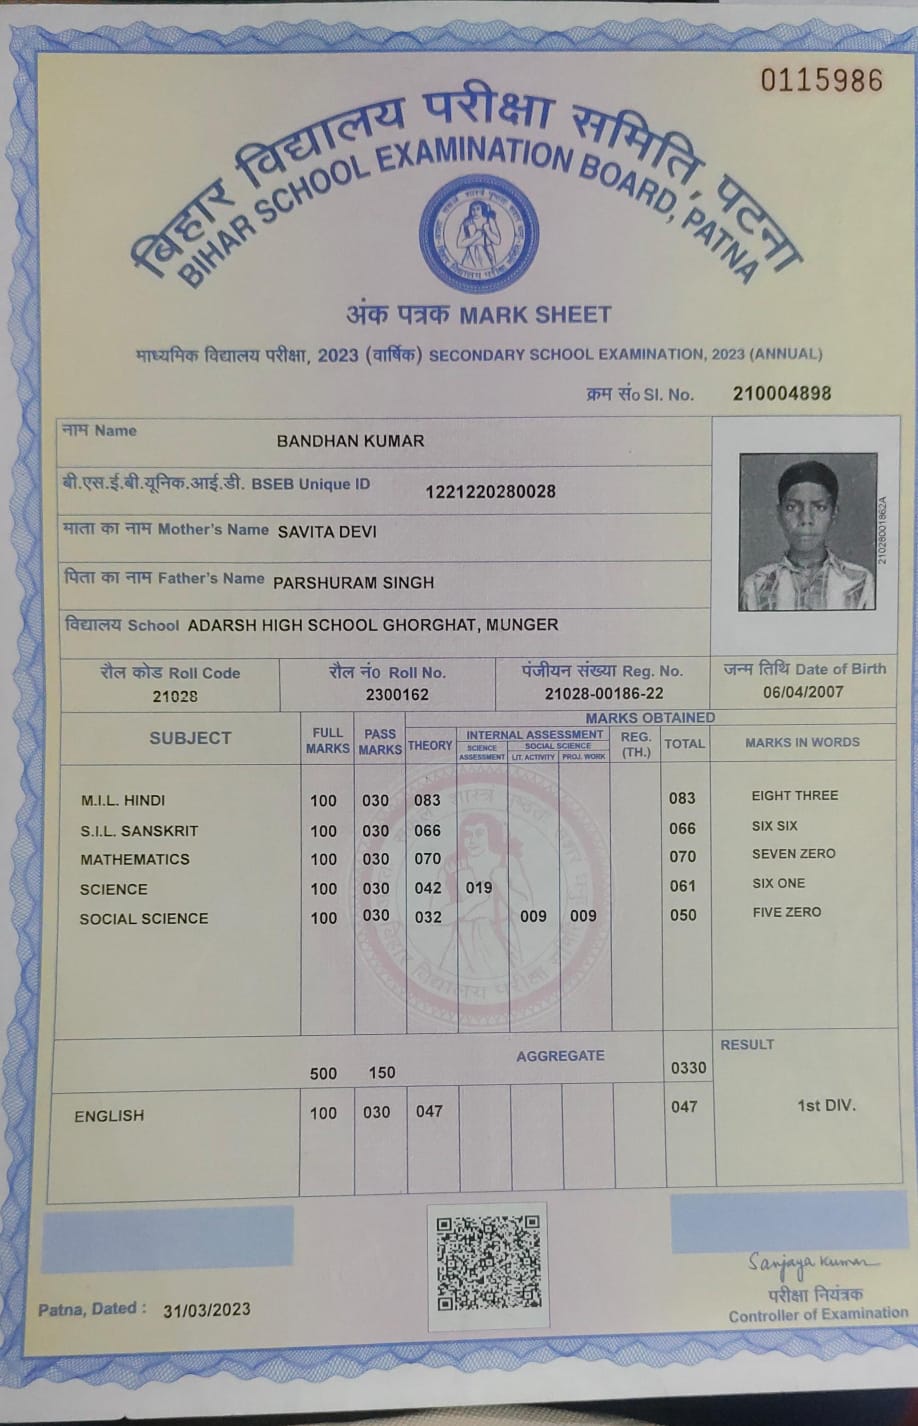 0115986
बिहार विद्यालय परीक्षा समिति, पटना
BIHAR SCHOOL EXAMINATION BOARD, PATNA
अंक पत्रक MARK SHEET
माध्यमिक विद्यालय परीक्षा, 2023 (वार्षिक) SECONDARY SCHOOL EXAMINATION, 2023 (ANNUAL)
क्रम सं० Sl. No. 210004898
नाम Name BANDHAN KUMAR
बी.एस.ई.बी.यूनिक.आई.डी. BSEB Unique ID 1221220280028
माता का नाम Mother's Name SAVITA DEVI
पिता का नाम Father's Name PARSHURAM SINGH
विद्यालय School ADARSH HIGH SCHOOL GHORGHAT, MUNGER
21028001862A
रौल कोड Roll Code रौल नं० Roll No. पंजीयन संख्या Reg. No. जन्म तिथि Date of Birth
21028 2300162 21028-00186-22 06/04/2007
MARKS OBTAINED
SUBJECT FULL MARKS PASS MARKS THEORY INTERNAL ASSESSMENT REG. (TH.) TOTAL MARKS IN WORDS
SCIENCE ASSESSMENT SOCIAL SCIENCE
LIT. ACTIVITY PROJ. WORK
M.I.L. HINDI 100 030 083 083 EIGHT THREE
S.I.L. SANSKRIT 100 030 066 066 SIX SIX
MATHEMATICS 100 030 070 070 SEVEN ZERO
SCIENCE 100 030 042 019 061 SIX ONE
SOCIAL SCIENCE 100 030 032 009 009 050 FIVE ZERO
500 150 AGGREGATE 0330 RESULT
ENGLISH 100 030 047 047 1st DIV.
Sanjaya Kumar
परीक्षा नियंत्रक
Controller of Examination
Patna, Dated : 31/03/2023